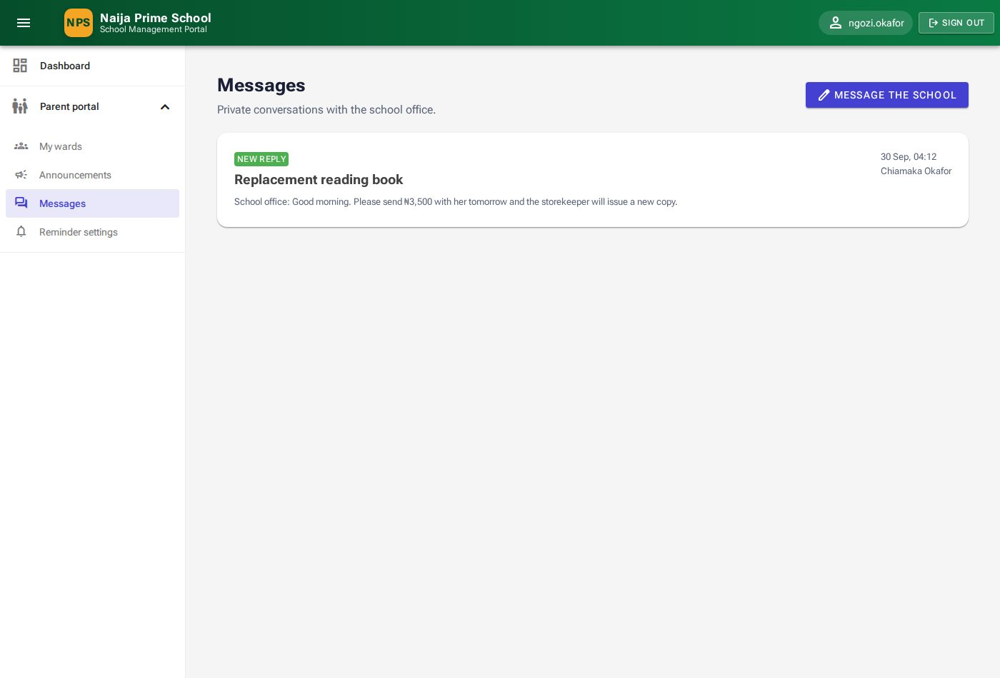 NPS
Naija Prime School
School Management Portal
ngozi.okafor
SIGN OUT
Dashboard
Parent portal
My wards
Announcements
Messages
Reminder settings
Messages
Private conversations with the school office.
MESSAGE THE SCHOOL
NEW REPLY
Replacement reading book
School office: Good morning. Please send ₦3,500 with her tomorrow and the storekeeper will issue a new copy.
30 Sep, 04:12
Chiamaka Okafor